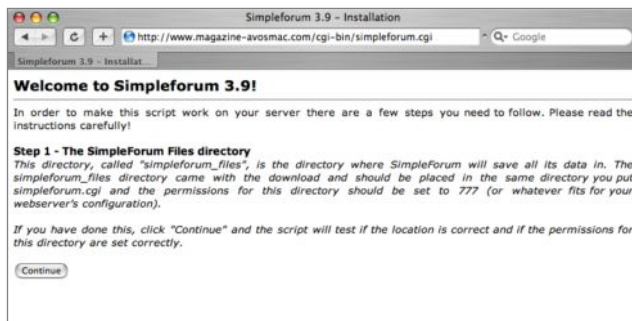 Simpleforum 3.9 – Installation
http://www.magazine-avosmac.com/cgi-bin/simpleforum.cgi
Google
Simpleforum 3.9 – Installat...
Welcome to Simpleforum 3.9!
In order to make this script work on your server there are a few steps you need to follow. Please read the
instructions carefully!
Step 1 - The SimpleForum Files directory
This directory, called "simpleforum_files", is the directory where SimpleForum will save all its data in. The
simpleforum_files directory came with the download and should be placed in the same directory you put
simpleforum.cgi and the permissions for this directory should be set to 777 (or whatever fits for your
webserver's configuration).
If you have done this, click "Continue" and the script will test if the location is correct and if the permissions for
this directory are set correctly.
Continue